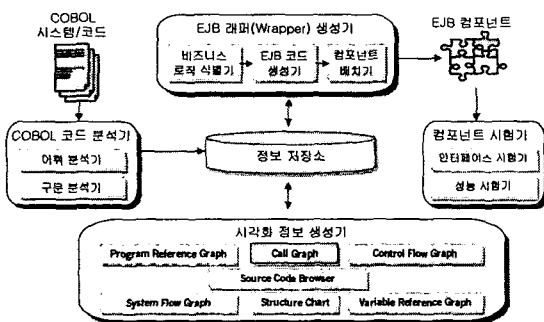 COBOL
시스템/코드
EJB 래퍼(Wrapper) 생성기
비즈니스
로직 식별기
EJB 코드
생성기
컴포넌트
배치기
EJB 컴포넌트
COBOL 코드 분석기
어휘 분석기
구문 분석기
정보 저장소
컴포넌트 시험기
인터페이스 시험기
성능 시험기
시각화 정보 생성기
Program Reference Graph
Call Graph
Control Flow Graph
Source Code Browser
System Flow Graph
Structure Chart
Variable Reference Graph